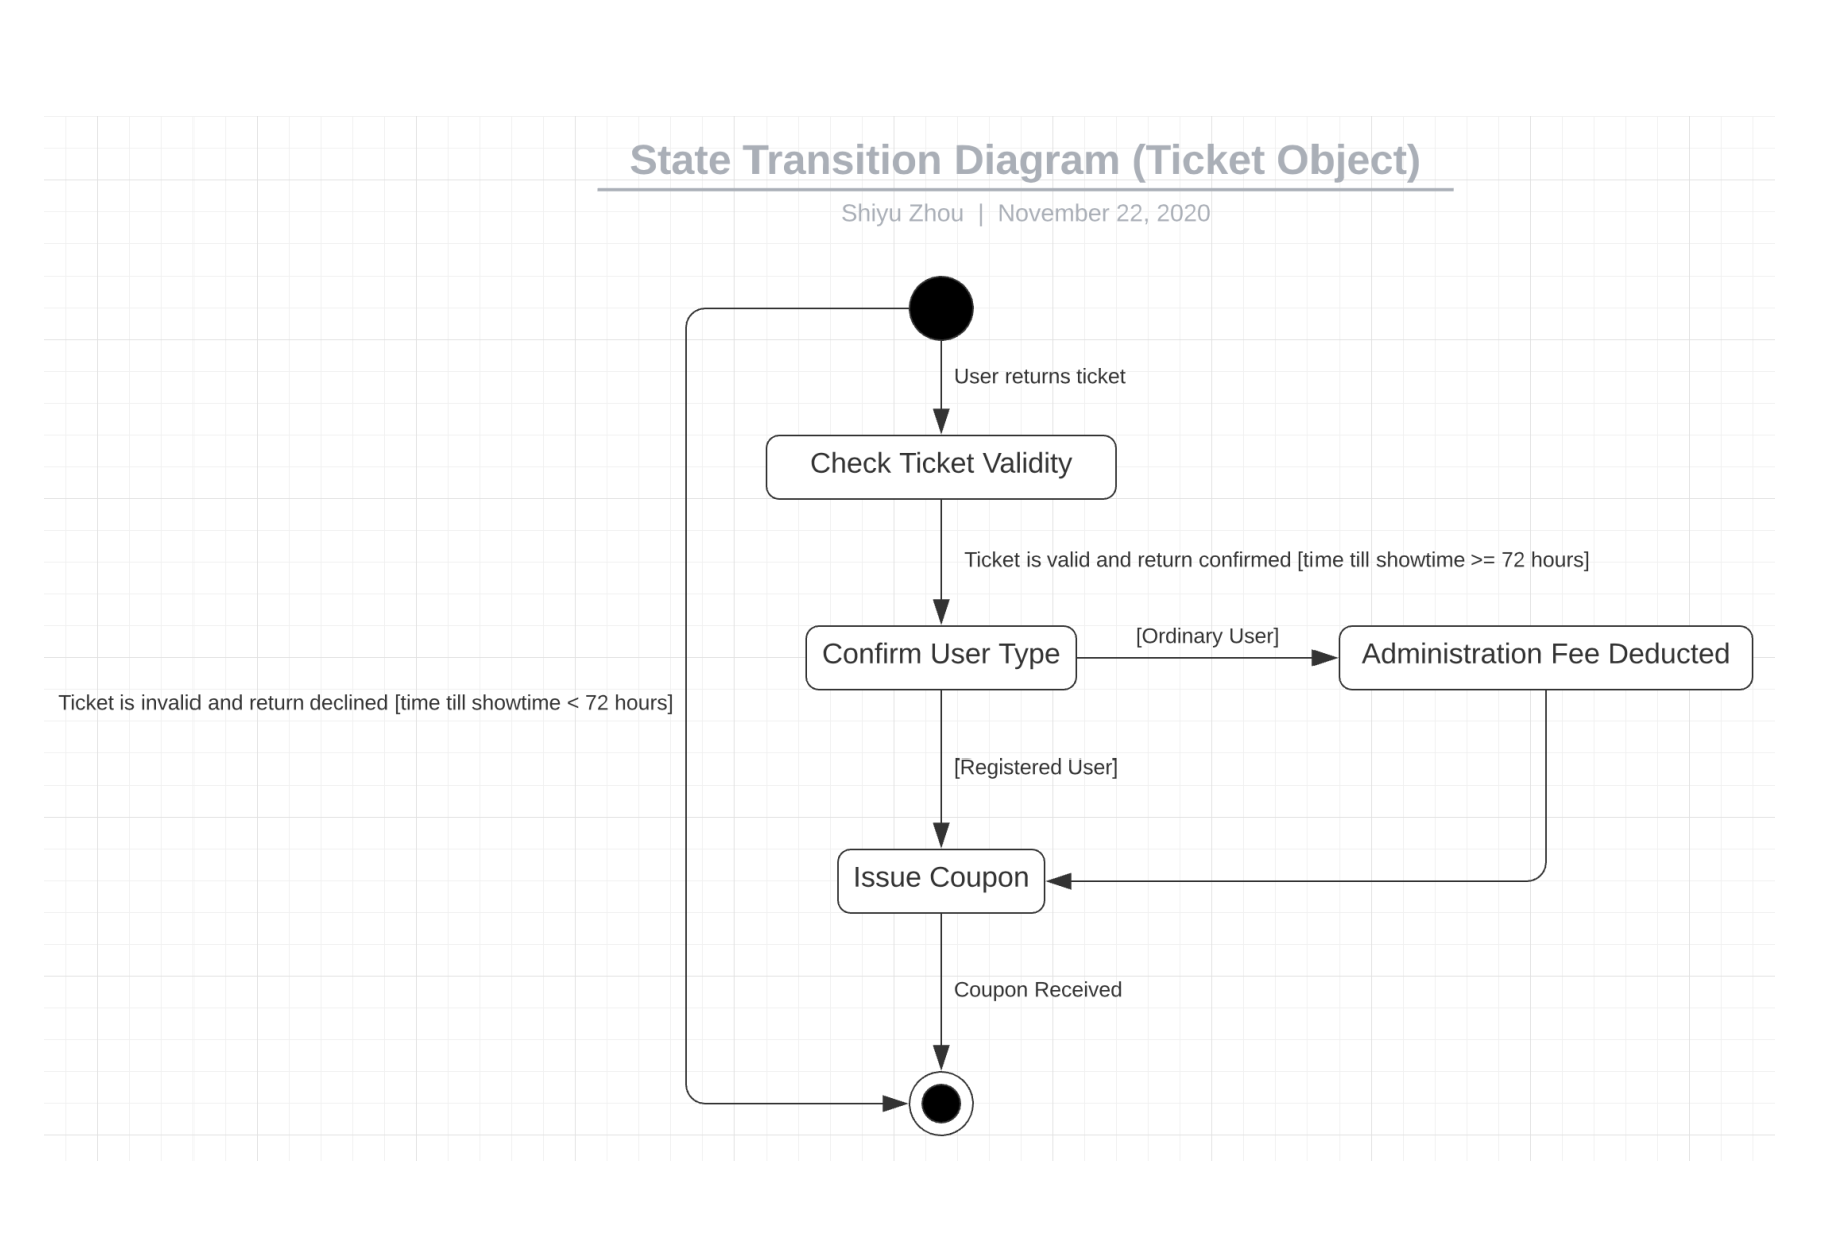 State Transition Diagram (Ticket Object)
Shiyu Zhou | November 22, 2020
User returns ticket
Check Ticket Validity
Ticket is valid and return confirmed [time till showtime >= 72 hours]
Confirm User Type
[Ordinary User]
Administration Fee Deducted
Ticket is invalid and return declined [time till showtime < 72 hours]
[Registered User]
Issue Coupon
Coupon Received